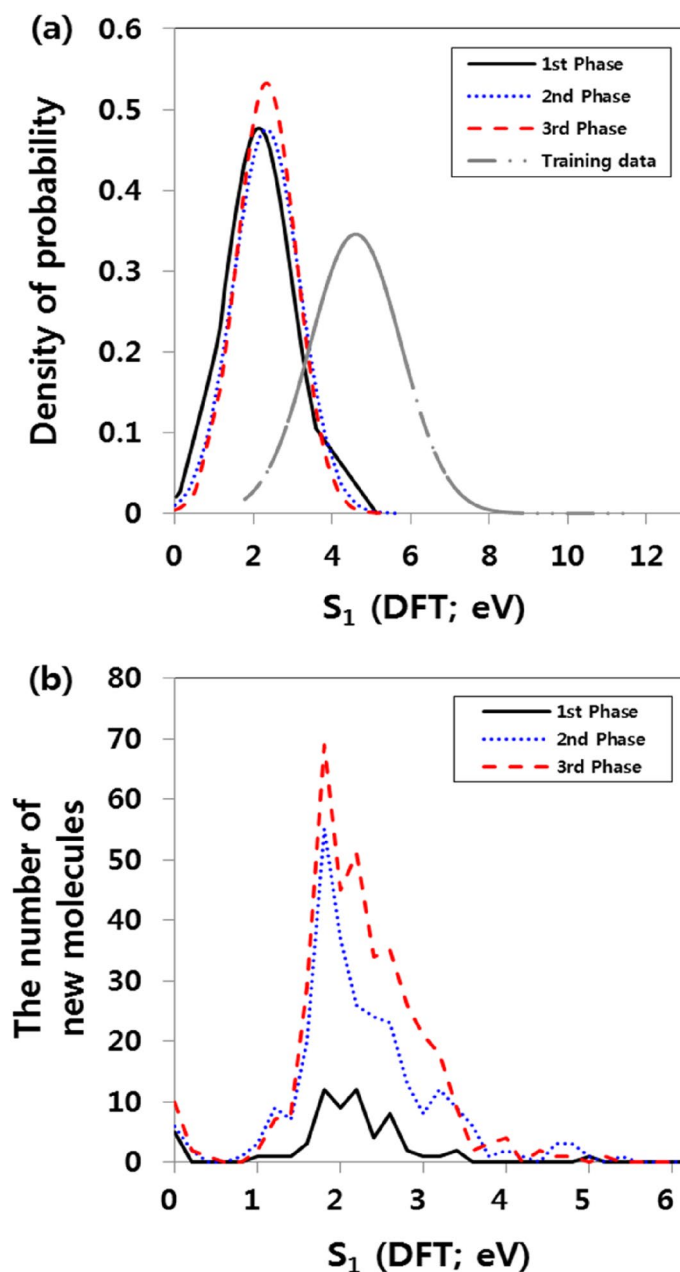 (a)
0.6
0.5
0.4
0.3
0.2
0.1
0
Density of probability
1st Phase
2nd Phase
3rd Phase
Training data
0 2 4 6 8 10 12
S₁ (DFT; eV)
(b)
80
70
60
50
40
30
20
10
0
The number of
new molecules
1st Phase
2nd Phase
3rd Phase
0 1 2 3 4 5 6
S₁ (DFT; eV)